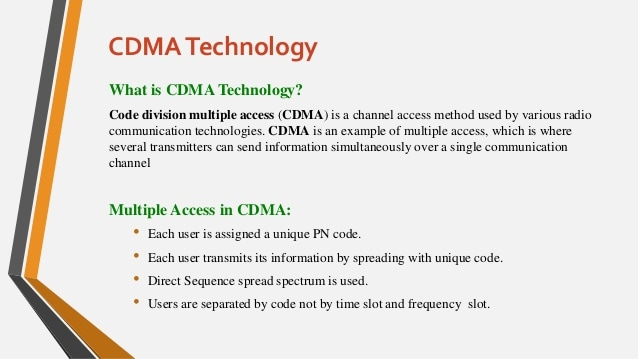 CDMA Technology
What is CDMA Technology?
Code division multiple access (CDMA) is a channel access method used by various radio
communication technologies. CDMA is an example of multiple access, which is where
several transmitters can send information simultaneously over a single communication
channel
Multiple Access in CDMA:
• Each user is assigned a unique PN code.
• Each user transmits its information by spreading with unique code.
• Direct Sequence spread spectrum is used.
• Users are separated by code not by time slot and frequency slot.